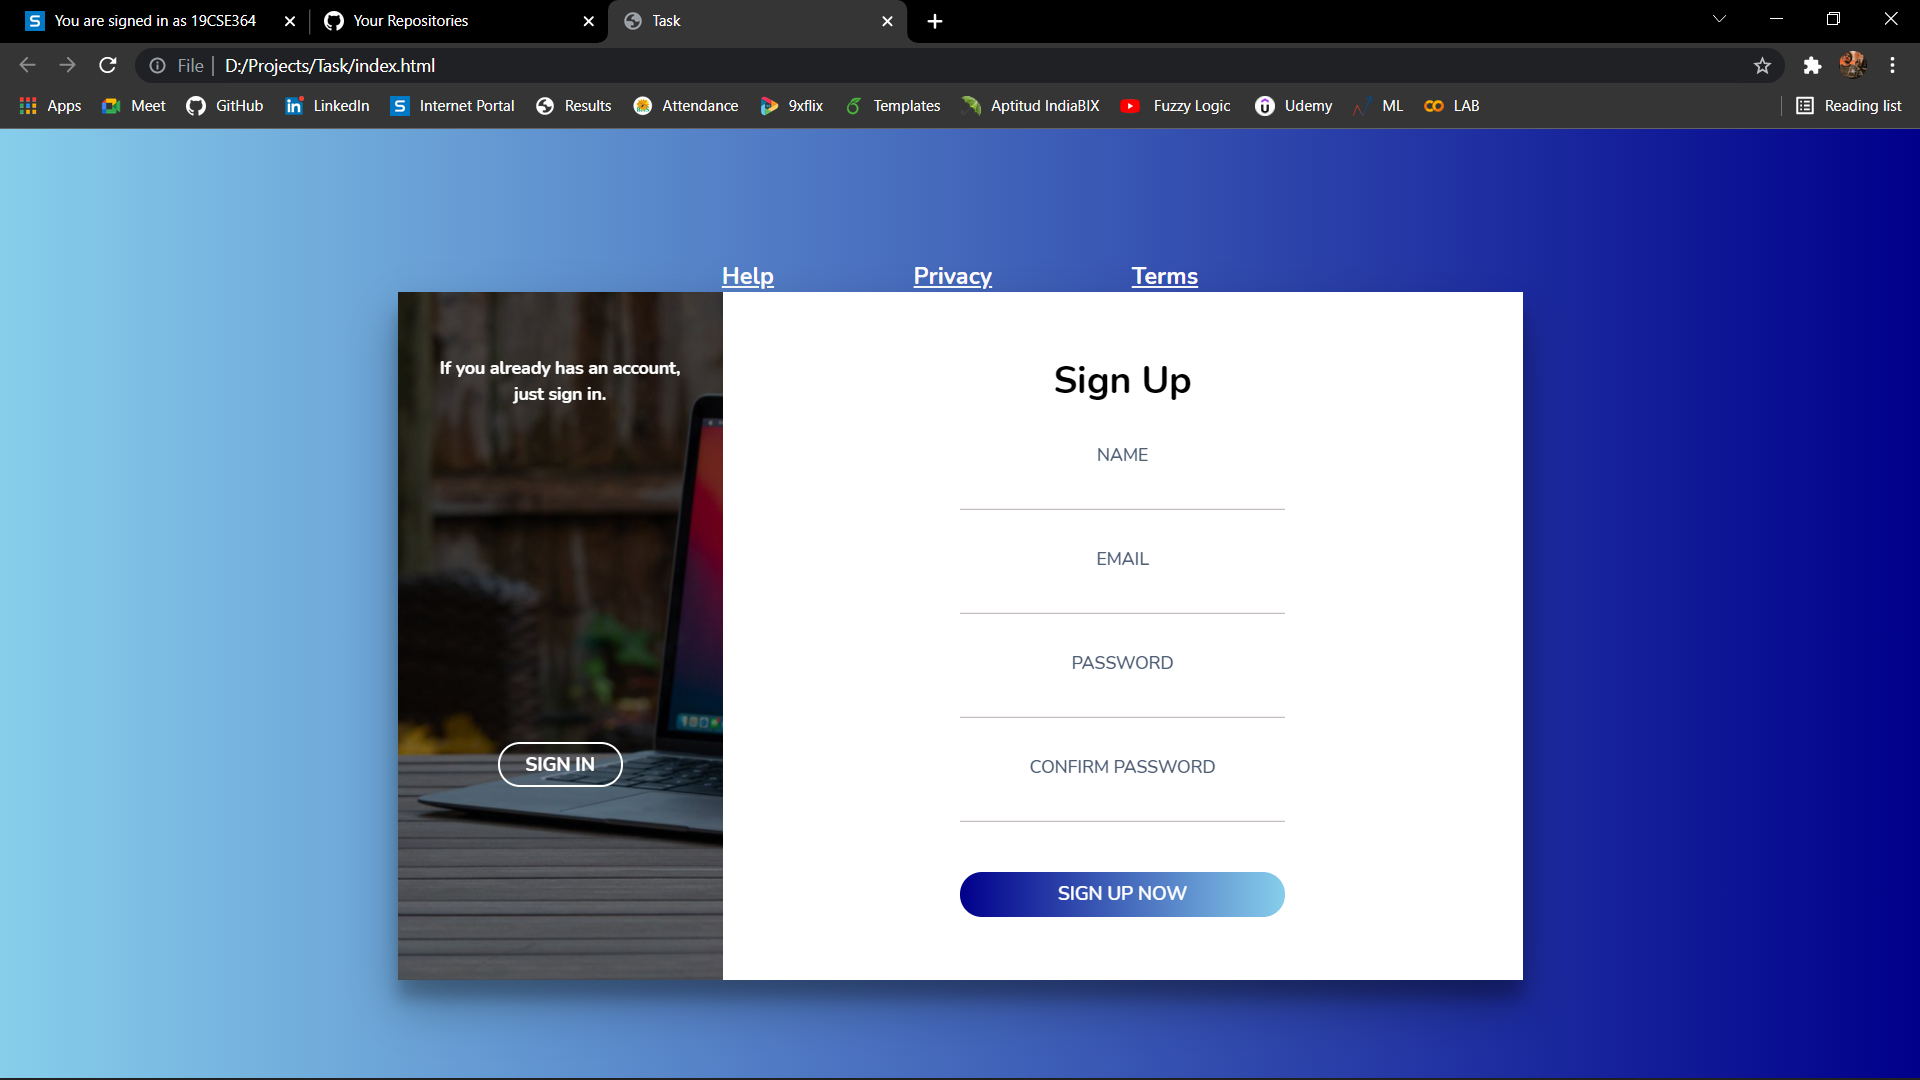 You are signed in as 19CSE364
Your Repositories
Task
File
D:/Projects/Task/index.html
Apps
Meet
GitHub
LinkedIn
Internet Portal
Results
Attendance
9xflix
Templates
Aptitud IndiaBIX
Fuzzy Logic
Udemy
ML
LAB
Reading list
Help
Privacy
Terms
If you already has an account,
just sign in.
SIGN IN
Sign Up
NAME
EMAIL
PASSWORD
CONFIRM PASSWORD
SIGN UP NOW